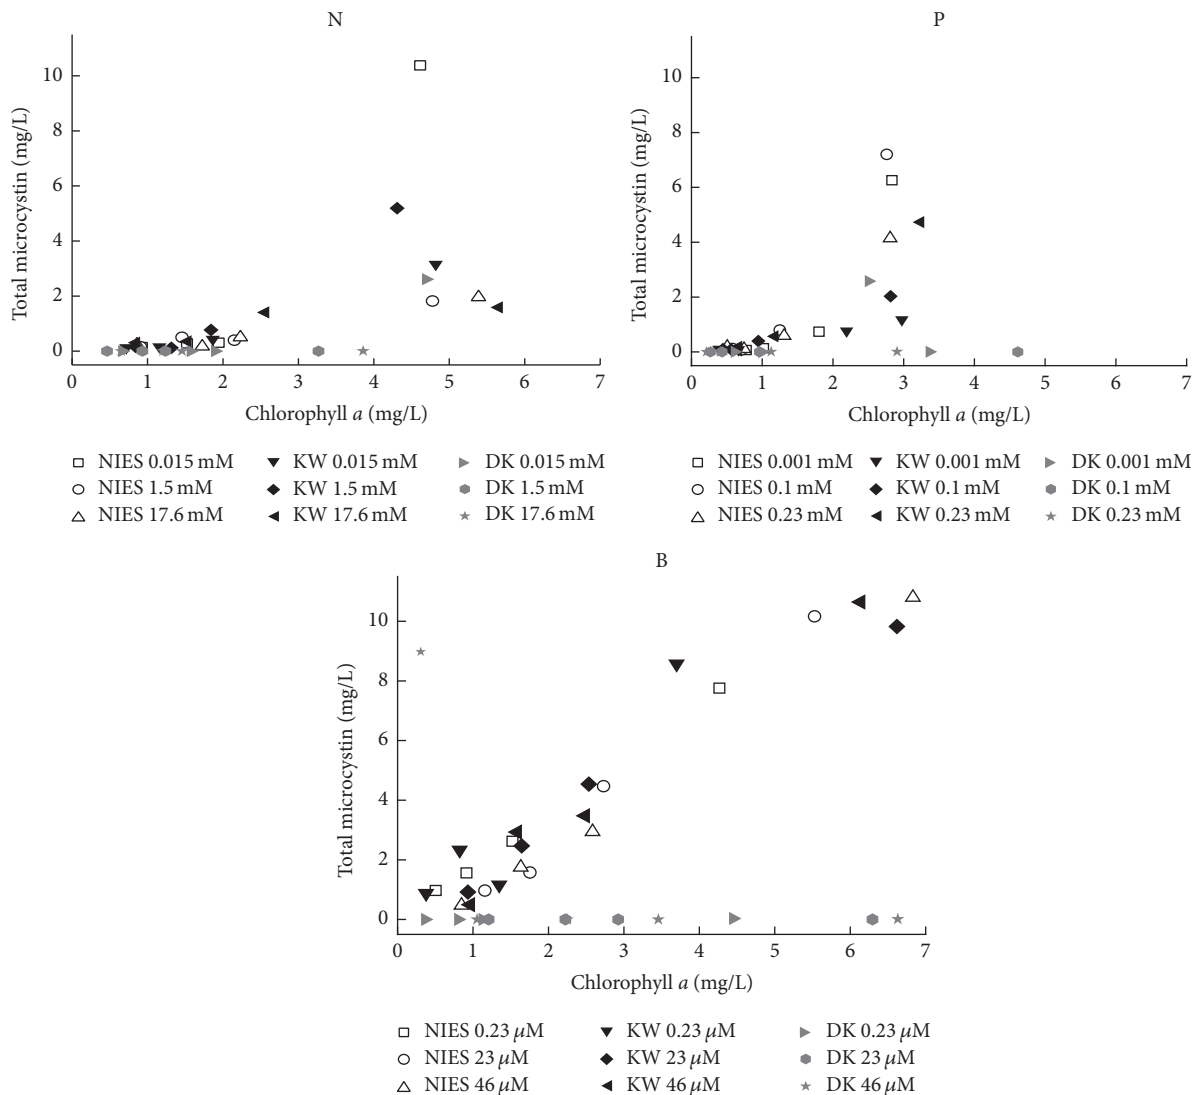 N
Total microcystin (mg/L)
10
8
6
4
2
0
0 1 2 3 4 5 6 7
Chlorophyll a (mg/L)
NIES 0.015 mM KW 0.015 mM DK 0.015 mM
NIES 1.5 mM KW 1.5 mM DK 1.5 mM
NIES 17.6 mM KW 17.6 mM DK 17.6 mM
P
Total microcystin (mg/L)
10
8
6
4
2
0
0 1 2 3 4 5 6 7
Chlorophyll a (mg/L)
NIES 0.001 mM KW 0.001 mM DK 0.001 mM
NIES 0.1 mM KW 0.1 mM DK 0.1 mM
NIES 0.23 mM KW 0.23 mM DK 0.23 mM
B
Total microcystin (mg/L)
10
8
6
4
2
0
0 1 2 3 4 5 6 7
Chlorophyll a (mg/L)
NIES 0.23 μM KW 0.23 μM DK 0.23 μM
NIES 23 μM KW 23 μM DK 23 μM
NIES 46 μM KW 46 μM DK 46 μM